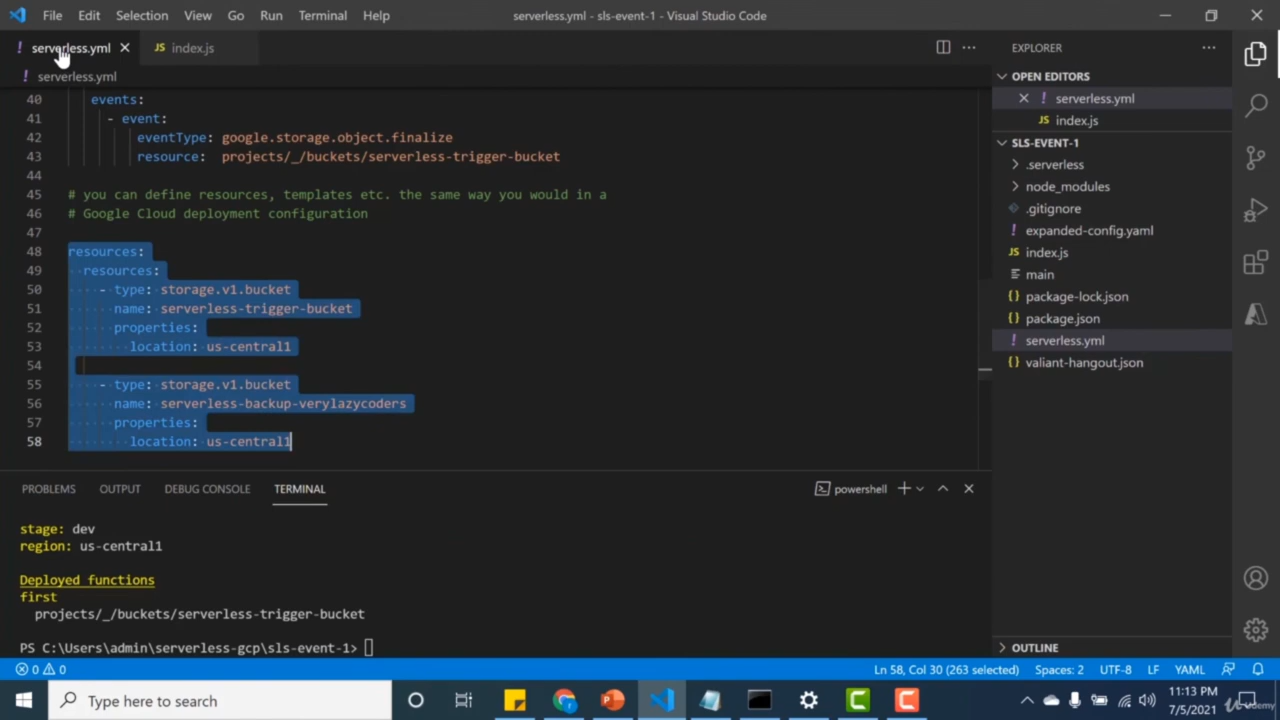 File Edit Selection View Go Run Terminal Help
serverless.yml - sls-event-1 - Visual Studio Code
! serverless.yml
JS index.js
! serverless.yml
40 events:
41 - event:
42 eventType: google.storage.object.finalize
43 resource: projects/_/buckets/serverless-trigger-bucket
44
45 # you can define resources, templates etc. the same way you would in a
46 # Google Cloud deployment configuration
47
48 resources:
49 resources:
50 - type: storage.v1.bucket
51 name: serverless-trigger-bucket
52 properties:
53 location: us-central1
54
55 - type: storage.v1.bucket
56 name: serverless-backup-verylazycoders
57 properties:
58 location: us-central1
PROBLEMS OUTPUT DEBUG CONSOLE TERMINAL
powershell
stage: dev
region: us-central1
Deployed functions
first
projects/_/buckets/serverless-trigger-bucket
PS C:\Users\admin\serverless-gcp\sls-event-1>
EXPLORER
OPEN EDITORS
! serverless.yml
JS index.js
SLS-EVENT-1
.serverless
node_modules
.gitignore
! expanded-config.yaml
JS index.js
main
{} package-lock.json
{} package.json
! serverless.yml
{} valiant-hangout.json
OUTLINE
0 0
Ln 58, Col 30 (263 selected) Spaces: 2 UTF-8 LF YAML
Type here to search
11:13 PM
7/5/2021
Udemy